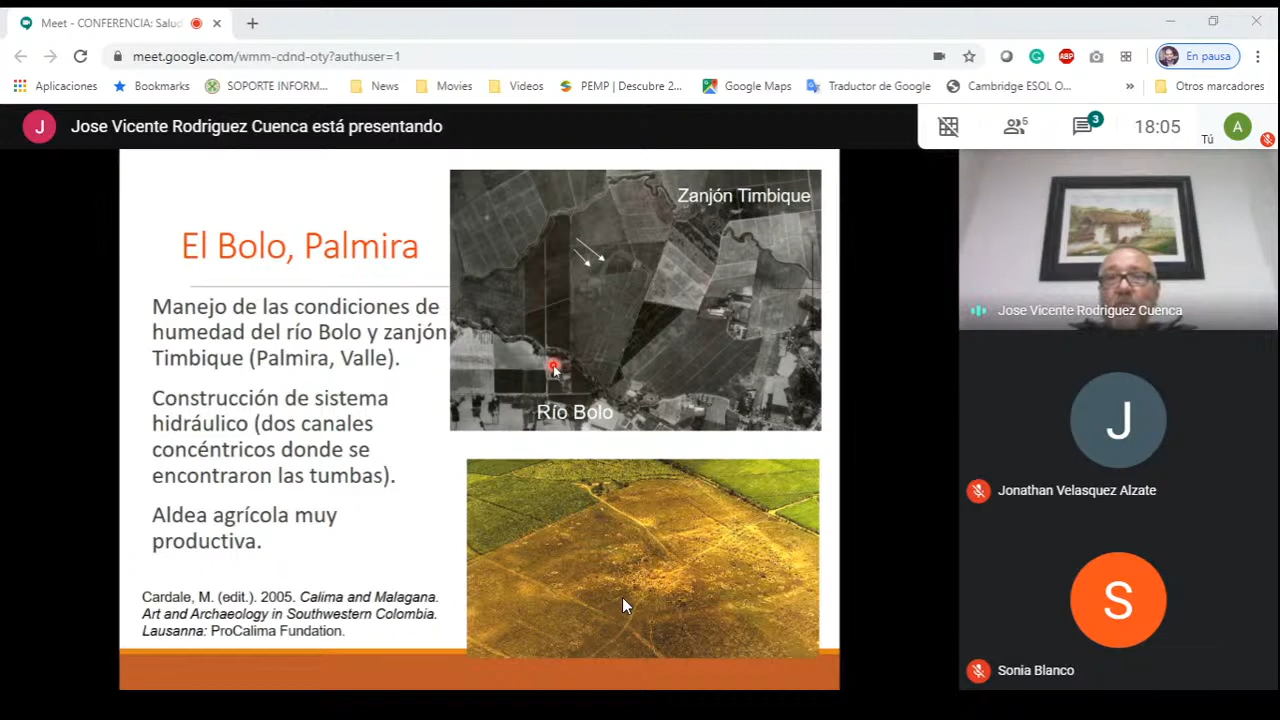 Meet - CONFERENCIA: Salu
meet.google.com/wmm-cdnd-oty?authuser=1
En pausa
Aplicaciones
Bookmarks
SOPORTE INFORM...
News
Movies
Videos
PEMP | Descubre 2...
Google Maps
Traductor de Google
Cambridge ESOL O...
»
Otros marcadores
J
Jose Vicente Rodriguez Cuenca está presentando
5
3
18:05
Tú
A
El Bolo, Palmira
Manejo de las condiciones de
humedad del río Bolo y zanjón
Timbique (Palmira, Valle).
Construcción de sistema
hidráulico (dos canales
concéntricos donde se
encontraron las tumbas).
Aldea agrícola muy
productiva.
Cardale, M. (edit.). 2005. Calima and Malagana.
Art and Archaeology in Southwestern Colombia.
Lausanna: ProCalima Fundation.
Zanjón Timbique
Río Bolo
Jose Vicente Rodriguez Cuenca
J
Jonathan Velasquez Alzate
S
Sonia Blanco